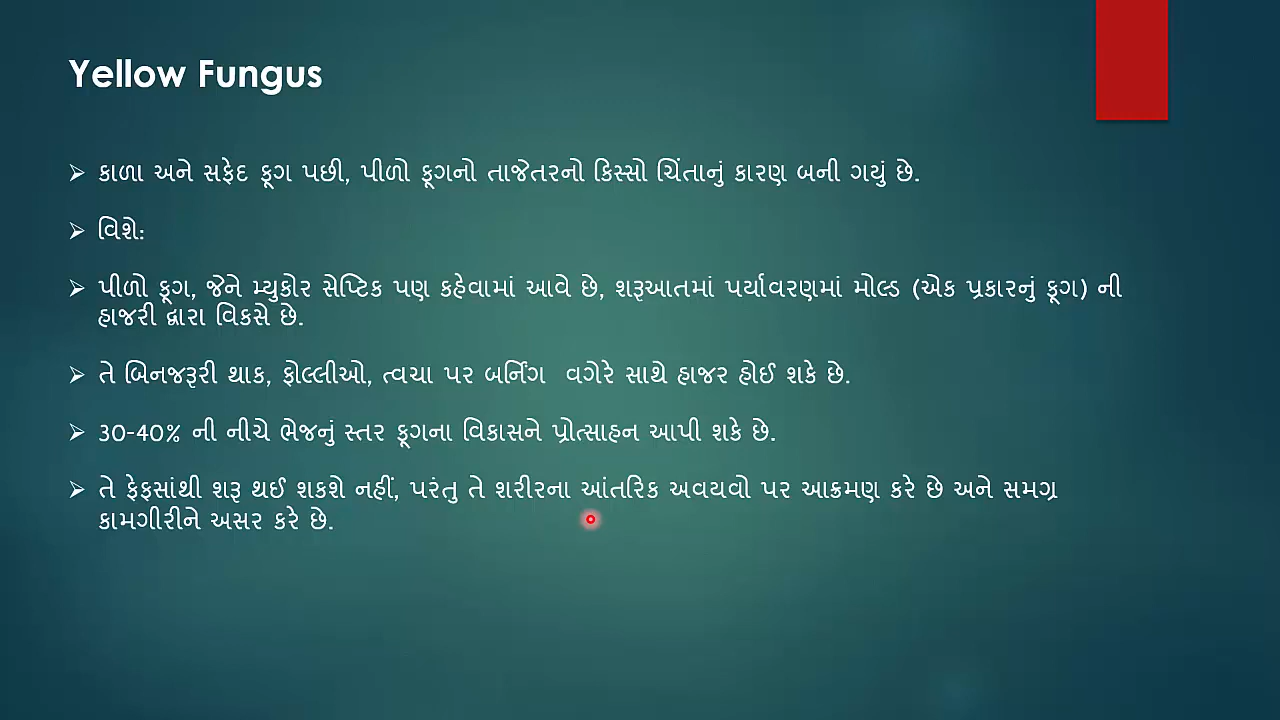 Yellow Fungus
➢ કાળા અને સફેદ ફૂગ પછી, પીળો ફૂગનો તાજેતરનો કિસ્સો ચિંતાનું કારણ બની ગયું છે.
➢ વિશે:
➢ પીળો ફૂગ, જેને મ્યુકોર સેપ્ટિક પણ કહેવામાં આવે છે, શરૂઆતમાં પર્યાવરણમાં મોલ્ડ (એક પ્રકારનું ફૂગ) ની
હાજરી દ્વારા વિકસે છે.
➢ તે બિનજરૂરી થાક, ફોલ્લીઓ, ત્વચા પર બર્નિંગ વગેરે સાથે હાજર હોઈ શકે છે.
➢ 30-40% ની નીચે ભેજનું સ્તર ફૂગના વિકાસને પ્રોત્સાહન આપી શકે છે.
➢ તે ફેફસાંથી શરૂ થઈ શકશે નહીં, પરંતુ તે શરીરના આંતરિક અવયવો પર આક્રમણ કરે છે અને સમગ્ર
કામગીરીને અસર કરે છે.